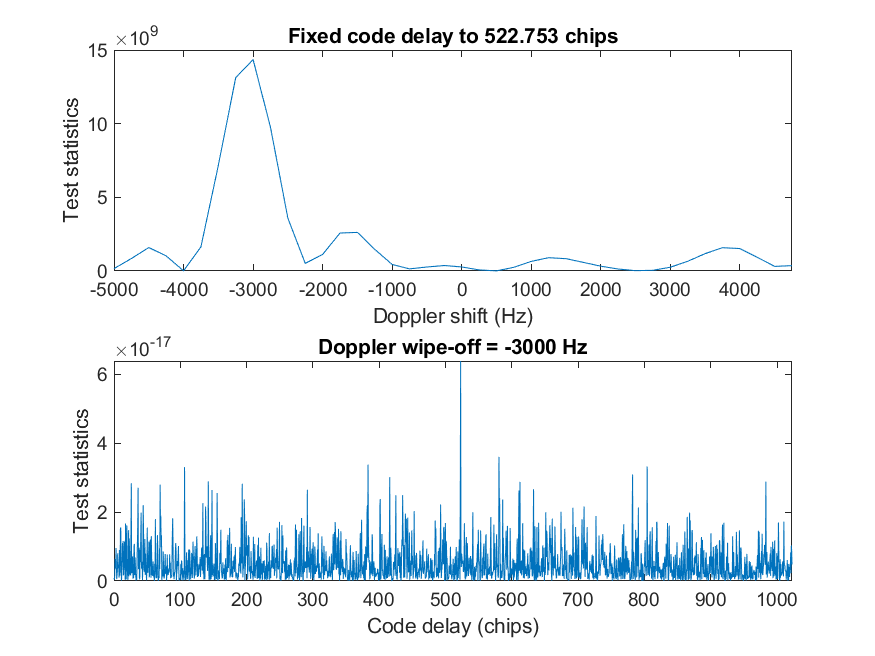 ×10^9
Fixed code delay to 522.753 chips
15
10
5
0
Test statistics
-5000 -4000 -3000 -2000 -1000 0 1000 2000 3000 4000
Doppler shift (Hz)
×10^-17
Doppler wipe-off = -3000 Hz
6
4
2
0
Test statistics
0 100 200 300 400 500 600 700 800 900 1000
Code delay (chips)